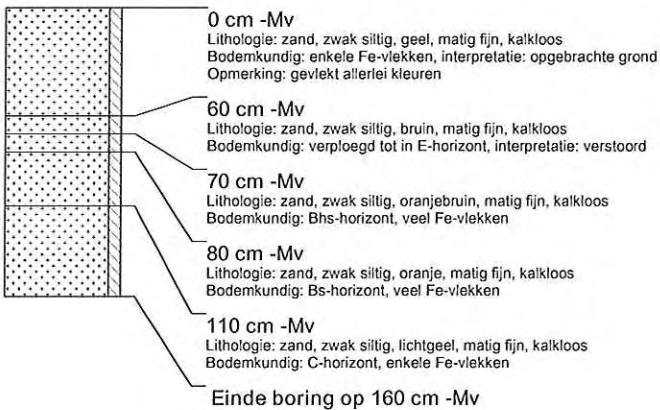 0 cm -Mv
Lithologie: zand, zwak siltig, geel, matig fijn, kalkloos
Bodemkundig: enkele Fe-vlekken, interpretatie: opgebrachte grond
Opmerking: gevlekt allerlei kleuren
60 cm -Mv
Lithologie: zand, zwak siltig, bruin, matig fijn, kalkloos
Bodemkundig: verploegd tot in E-horizont, interpretatie: verstoord
70 cm -Mv
Lithologie: zand, zwak siltig, oranjebruin, matig fijn, kalkloos
Bodemkundig: Bhs-horizont, veel Fe-vlekken
80 cm -Mv
Lithologie: zand, zwak siltig, oranje, matig fijn, kalkloos
Bodemkundig: Bs-horizont, veel Fe-vlekken
110 cm -Mv
Lithologie: zand, zwak siltig, lichtgeel, matig fijn, kalkloos
Bodemkundig: C-horizont, enkele Fe-vlekken
Einde boring op 160 cm -Mv